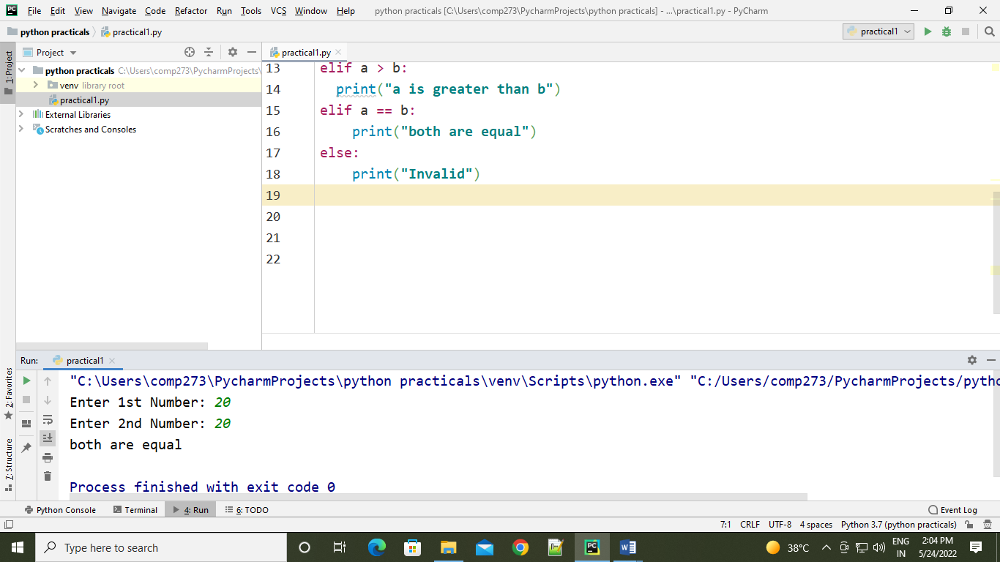 PC File Edit View Navigate Code Refactor Run Tools VCS Window Help python practicals [C:\Users\comp273\PycharmProjects\python practicals] - ...\practical1.py - PyCharm
python practicals practical1.py practical1
1: Project
Project
practical1.py
python practicals C:\Users\comp273\PycharmProjects\
venv library root
practical1.py
External Libraries
Scratches and Consoles
13 elif a > b:
14 print("a is greater than b")
15 elif a == b:
16 print("both are equal")
17 else:
18 print("Invalid")
19
20
21
22
2: Favorites
7: Structure
Run: practical1
"C:\Users\comp273\PycharmProjects\python practicals\venv\Scripts\python.exe" "C:/Users/comp273/PycharmProjects/pytho
Enter 1st Number: 20
Enter 2nd Number: 20
both are equal
Process finished with exit code 0
Python Console Terminal 4: Run 6: TODO Event Log
7:1 CRLF UTF-8 4 spaces Python 3.7 (python practicals)
Type here to search
PC
38°C
ENG
IN
2:04 PM
5/24/2022